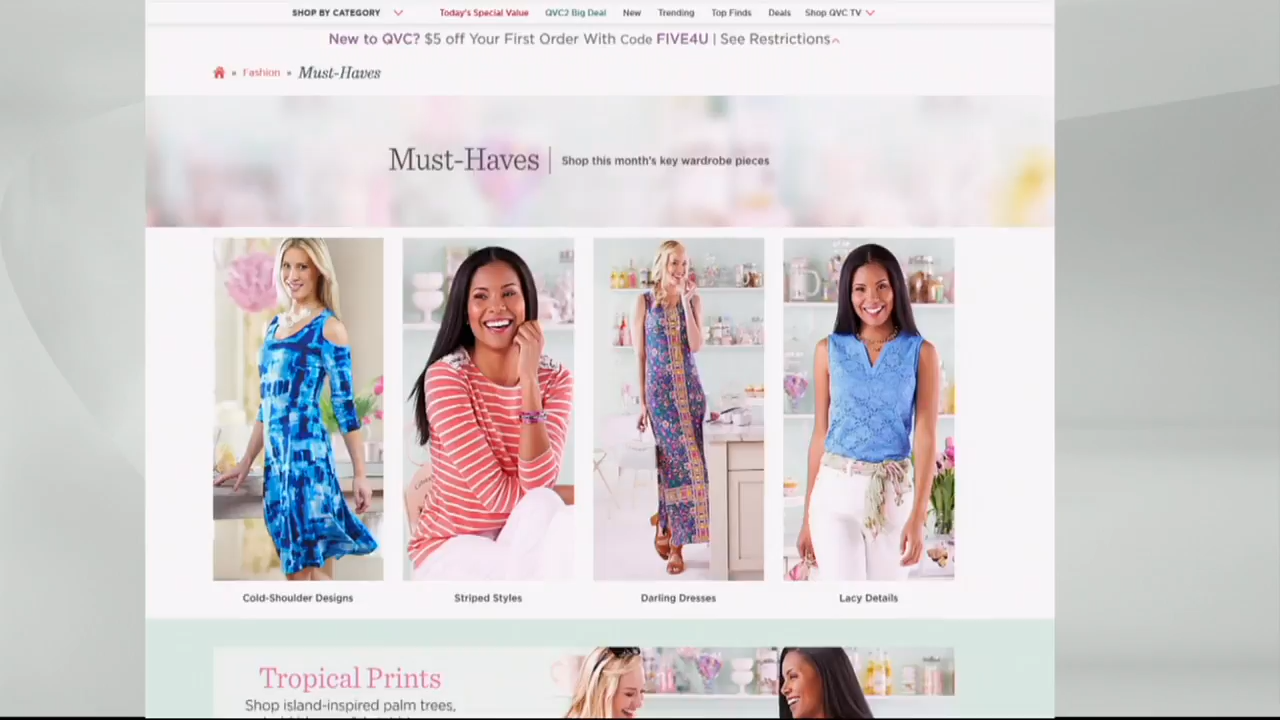 SHOP BY CATEGORY Today's Special Value QVC2 Big Deal New Trending Top Finds Deals Shop QVC TV
New to QVC? $5 off Your First Order With Code FIVE4U | See Restrictions
» Fashion » Must-Haves
Must-Haves | Shop this month's key wardrobe pieces
Cold-Shoulder Designs
Striped Styles
Darling Dresses
Lacy Details
Tropical Prints
Shop island-inspired palm trees,